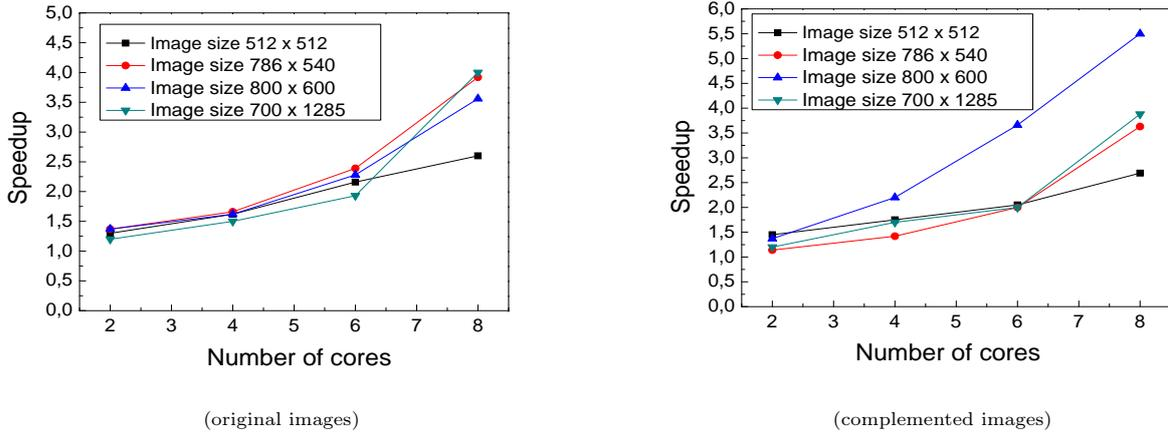 5,0
4,5
4,0
3,5
3,0
2,5
2,0
1,5
1,0
0,5
0,0
Speedup
Image size 512 x 512
Image size 786 x 540
Image size 800 x 600
Image size 700 x 1285
2 3 4 5 6 7 8
Number of cores
(original images)
6,0
5,5
5,0
4,5
4,0
3,5
3,0
2,5
2,0
1,5
1,0
0,5
0,0
Speedup
Image size 512 x 512
Image size 786 x 540
Image size 800 x 600
Image size 700 x 1285
2 3 4 5 6 7 8
Number of cores
(complemented images)